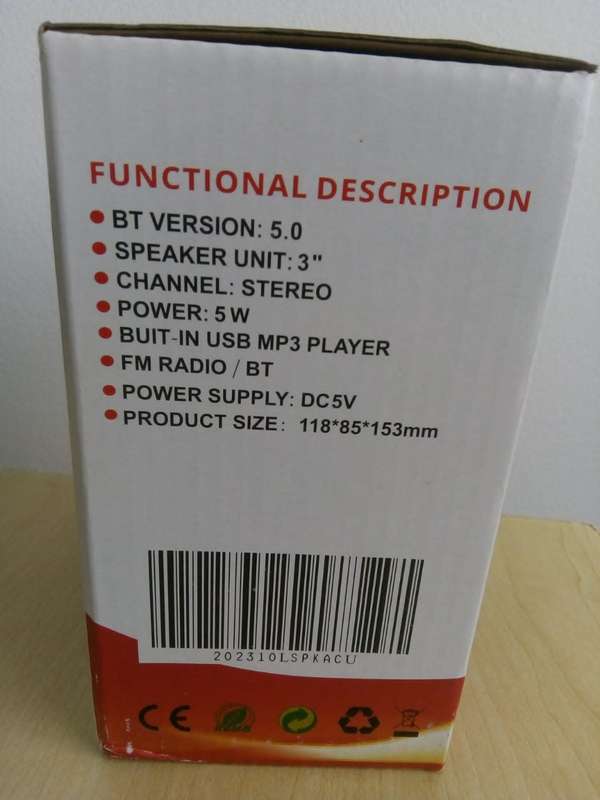 FUNCTIONAL DESCRIPTION
• BT VERSION: 5.0
• SPEAKER UNIT: 3"
• CHANNEL: STEREO
• POWER: 5W
• BUIT-IN USB MP3 PLAYER
• FM RADIO / BT
• POWER SUPPLY: DC5V
• PRODUCT SIZE: 118*85*153mm
202310LSPKACU
CE